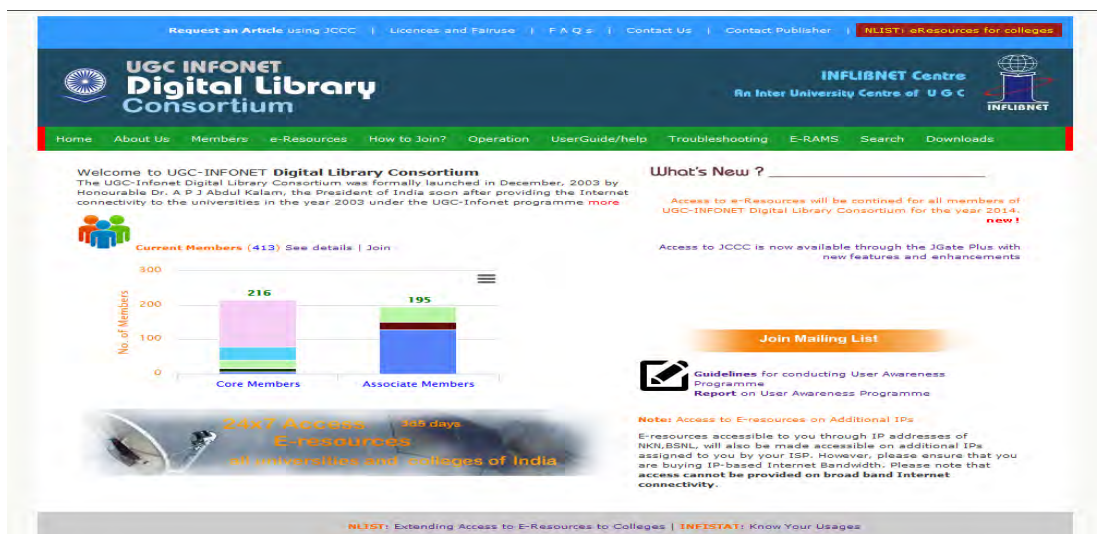 Request an Article using JCCC | Licences and Fairuse | F A Q s | Contact Us | Contact Publisher | NLIST: eResources for colleges
UGC INFONET
Digital Library
Consortium
INFLIBNET Centre
An Inter University Centre of U G C
INFLIBNET
Home About Us Members e-Resources How to Join? Operation UserGuide/help Troubleshooting E-RAMS Search Downloads
Welcome to UGC-INFONET Digital Library Consortium
The UGC-Infonet Digital Library Consortium was formally launched in December, 2003 by
Honourable Dr. A P J Abdul Kalam, the President of India soon after providing the Internet
connectivity to the universities in the year 2003 under the UGC-Infonet programme more
Current Members (413) See details | Join
300
200
100
0
No. of Members
216
195
Core Members
Associate Members
24x7 Access 365 days
E-resources
all universities and colleges of India
What's New ?
Access to e-Resources will be contined for all members of
UGC-INFONET Digital Library Consortium for the year 2014.
new!
Access to JCCC is now available through the JGate Plus with
new features and enhancements
Join Mailing List
Guidelines for conducting User Awareness
Programme
Report on User Awareness Programme
Note: Access to E-resources on Additional IPs
E-resources accessible to you through IP addresses of
NKN,BSNL, will also be made accessible on additional IPs
assigned to you by your ISP. However, please ensure that you
are buying IP-based Internet Bandwidth. Please note that
access cannot be provided on broad band Internet
connectivity.
NLIST: Extending Access to E-Resources to Colleges | INFISTAT: Know Your Usages